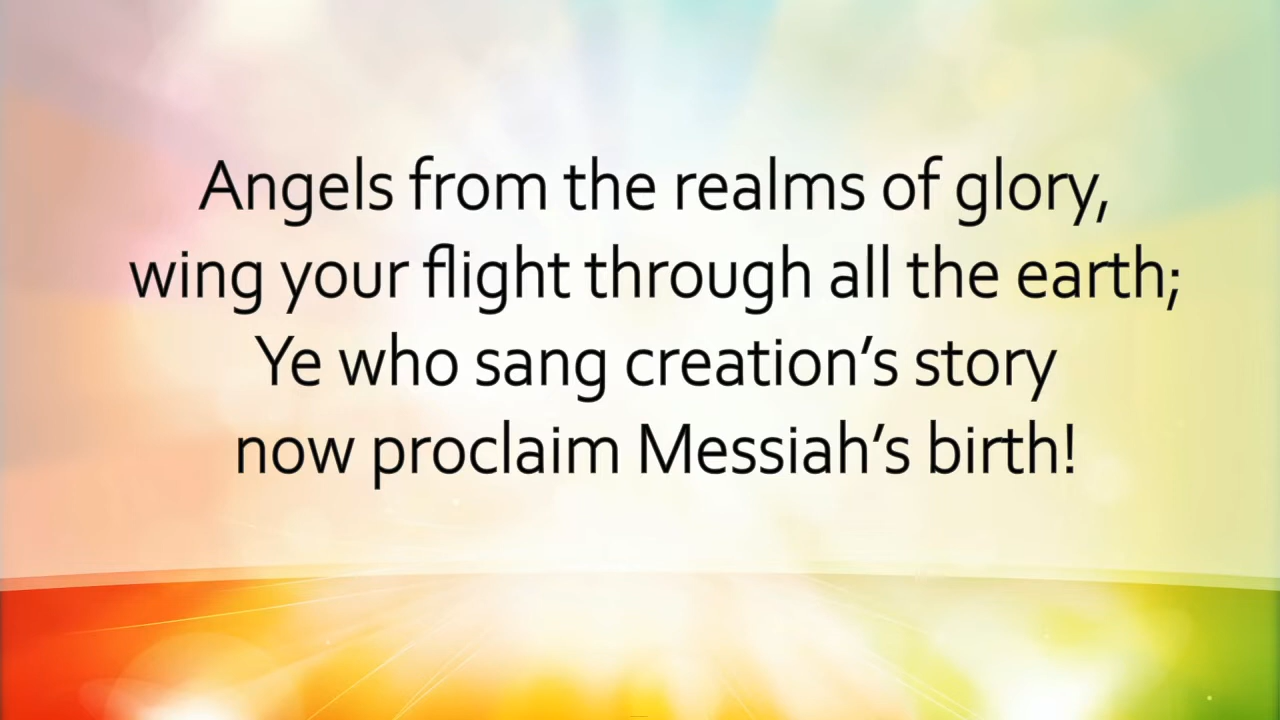 Angels from the realms of glory,
wing your flight through all the earth;
Ye who sang creation’s story
now proclaim Messiah’s birth!